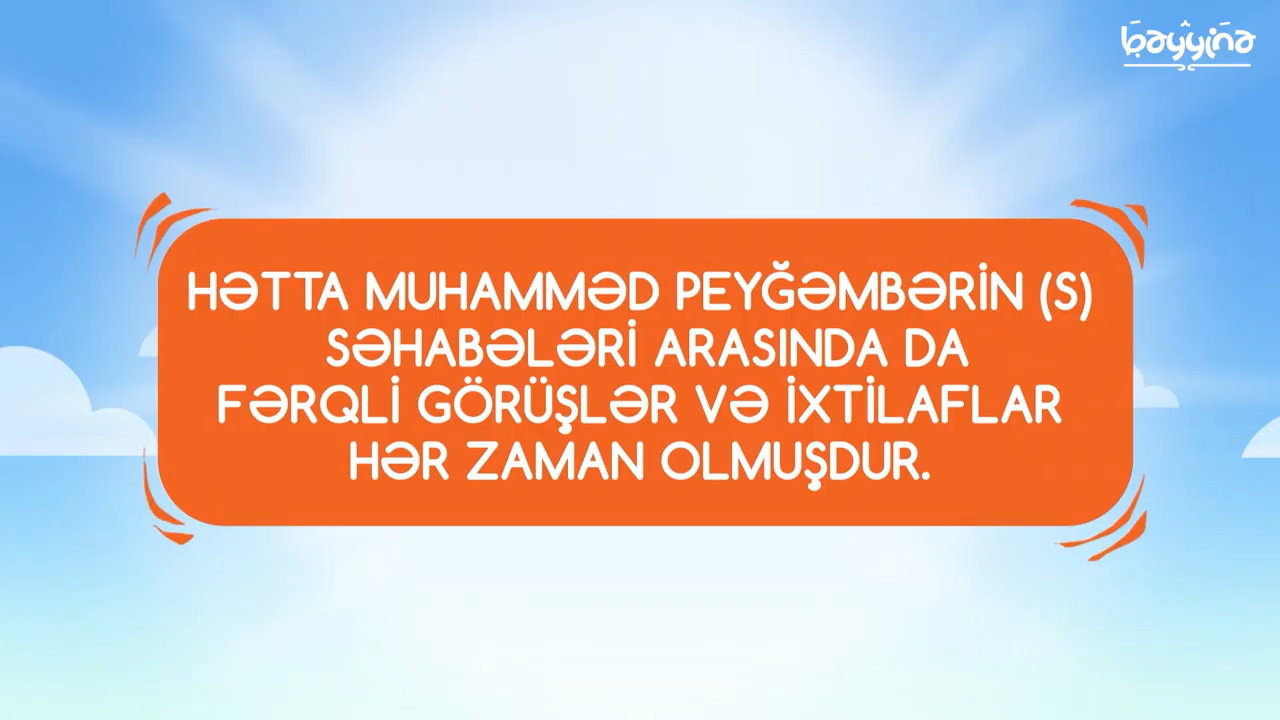 bəyyinə
HƏTTA MUHAMMƏD PEYĞƏMBƏRİN (S)
SƏHABƏLƏRİ ARASINDA DA
FƏRQLİ GÖRÜŞLƏR VƏ İXTİLAFLAR
HƏR ZAMAN OLMUŞDUR.